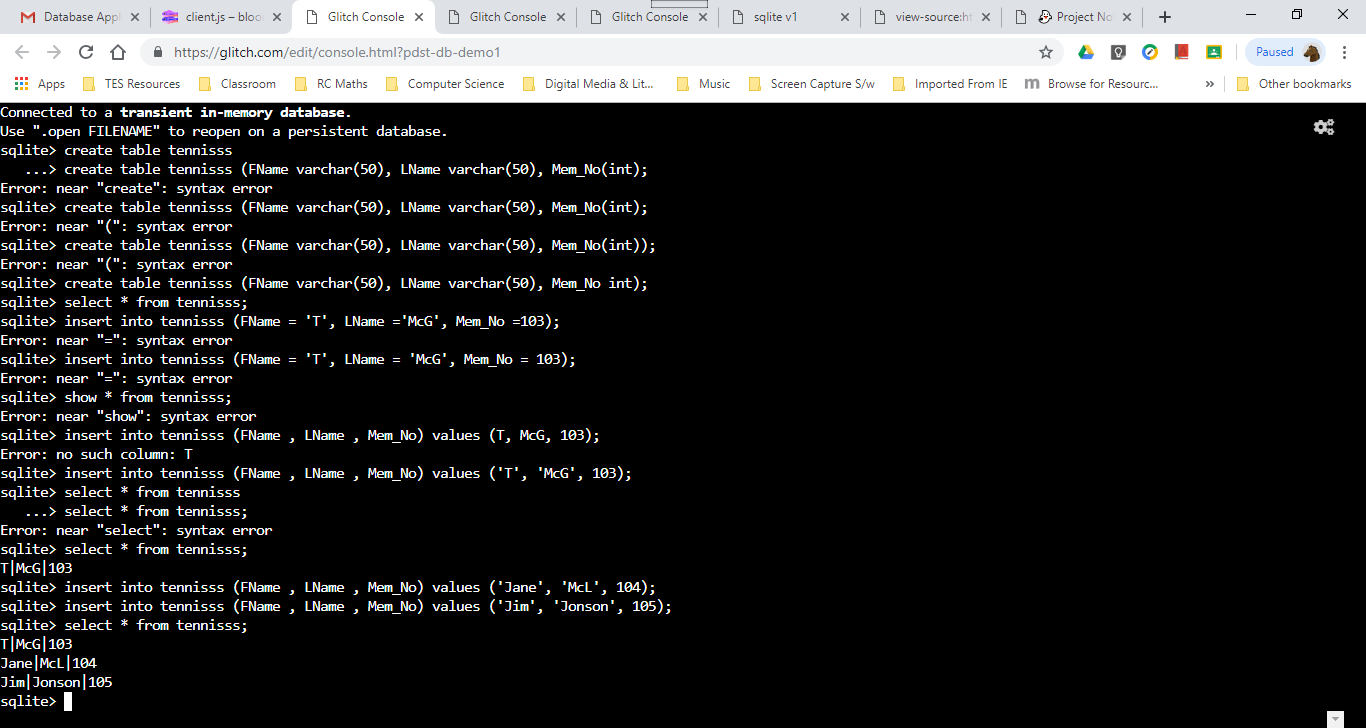 Database Appl
client.js – bloo
Glitch Console
Glitch Console
Glitch Console
sqlite v1
view-source:ht
Project No
https://glitch.com/edit/console.html?pdst-db-demo1
Paused
Apps
TES Resources
Classroom
RC Maths
Computer Science
Digital Media & Lit...
Music
Screen Capture S/w
Imported From IE
m Browse for Resourc...
»
Other bookmarks
Connected to a transient in-memory database.
Use ".open FILENAME" to reopen on a persistent database.
sqlite> create table tennisss
   ...> create table tennisss (FName varchar(50), LName varchar(50), Mem_No(int);
Error: near "create": syntax error
sqlite> create table tennisss (FName varchar(50), LName varchar(50), Mem_No(int);
Error: near "(": syntax error
sqlite> create table tennisss (FName varchar(50), LName varchar(50), Mem_No(int));
Error: near "(": syntax error
sqlite> create table tennisss (FName varchar(50), LName varchar(50), Mem_No int);
sqlite> select * from tennisss;
sqlite> insert into tennisss (FName = 'T', LName ='McG', Mem_No =103);
Error: near "=": syntax error
sqlite> insert into tennisss (FName = 'T', LName = 'McG', Mem_No = 103);
Error: near "=": syntax error
sqlite> show * from tennisss;
Error: near "show": syntax error
sqlite> insert into tennisss (FName , LName , Mem_No) values (T, McG, 103);
Error: no such column: T
sqlite> insert into tennisss (FName , LName , Mem_No) values ('T', 'McG', 103);
sqlite> select * from tennisss
   ...> select * from tennisss;
Error: near "select": syntax error
sqlite> select * from tennisss;
T|McG|103
sqlite> insert into tennisss (FName , LName , Mem_No) values ('Jane', 'McL', 104);
sqlite> insert into tennisss (FName , LName , Mem_No) values ('Jim', 'Jonson', 105);
sqlite> select * from tennisss;
T|McG|103
Jane|McL|104
Jim|Jonson|105
sqlite>